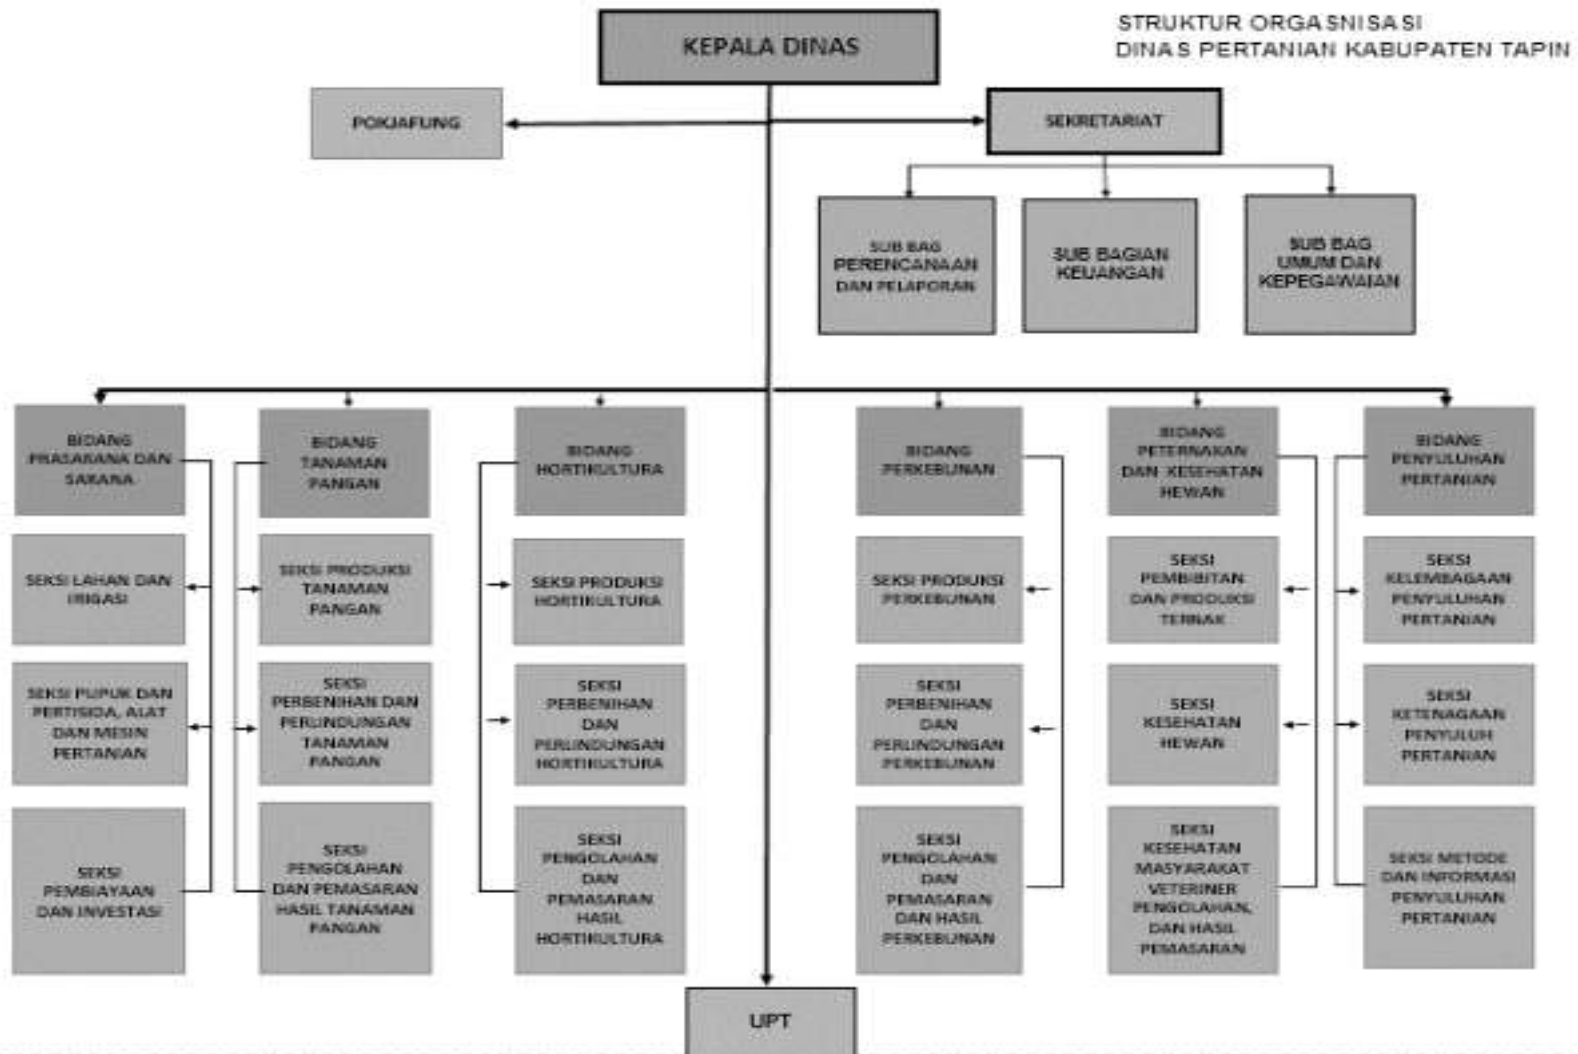 STRUKTUR ORGASNISASI
DINAS PERTANIAN KABUPATEN TAPIN
KEPALA DINAS
POKJAFUNG
SEKRETARIAT
SUB BAG
PERENCANAAN
DAN PELAPORAN
SUB BAGIAN
KEUANGAN
SUB BAG
UMUM DAN
KEPEGAWAIAN
BIDANG
PRASARANA DAN
SARANA
BIDANG
TANAMAN
PANGAN
BIDANG
HORTIKULTURA
BIDANG
PERKEBUNAN
BIDANG
PETERNAKAN
DAN KESEHATAN
HEWAN
BIDANG
PENYULUHAN
PERTANIAN
SEKSI LAHAN DAN
IRIGASI
SEKSI PRODUKSI
TANAMAN
PANGAN
SEKSI PRODUKSI
HORTIKULTURA
SEKSI PRODUKSI
PERKEBUNAN
SEKSI
PEMBIBITAN
DAN PRODUKSI
TERNAK
SEKSI
KELEMBAGAAN
PENYULUHAN
PERTANIAN
SEKSI PUPUK DAN
PERTISIDA, ALAT
DAN MESIN
PERTANIAN
SEKSI
PERBENIHAN DAN
PERLINDUNGAN
TANAMAN
PANGAN
SEKSI
PERBENIHAN
DAN
PERLINDUNGAN
HORTIKULTURA
SEKSI
PERBENIHAN
DAN
PERLINDUNGAN
PERKEBUNAN
SEKSI
KESEHATAN
HEWAN
SEKSI
KETENAGAAN
PENYULUH
PERTANIAN
SEKSI
PEMBIAYAAN
DAN INVESTASI
SEKSI
PENGOLAHAN
DAN PEMASARAN
HASIL TANAMAN
PANGAN
SEKSI
PENGOLAHAN
DAN
PEMASARAN
HASIL
HORTIKULTURA
SEKSI
PENGOLAHAN
DAN
PEMASARAN
DAN HASIL
PERKEBUNAN
SEKSI
KESEHATAN
MASYARAKAT
VETERINER
PENGOLAHAN,
DAN HASIL
PEMASARAN
SEKSI METODE
DAN INFORMASI
PENYULUHAN
PERTANIAN
UPT